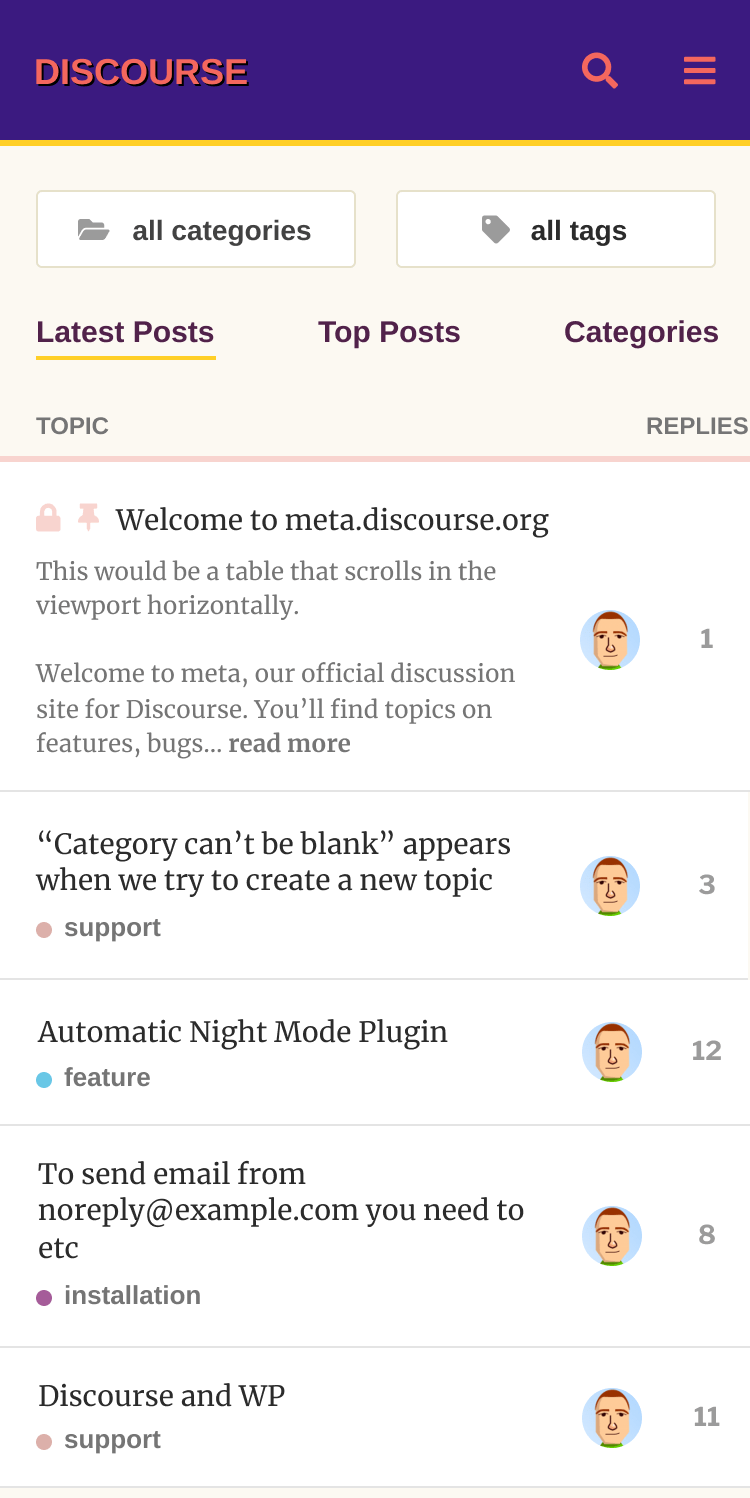 DISCOURSE
all categories
all tags
Latest Posts Top Posts Categories
TOPIC REPLIES
Welcome to meta.discourse.org
This would be a table that scrolls in the
viewport horizontally.
Welcome to meta, our official discussion
site for Discourse. You’ll find topics on
features, bugs... read more
1
“Category can’t be blank” appears
when we try to create a new topic
support
3
Automatic Night Mode Plugin
feature
12
To send email from
noreply@example.com you need to
etc
installation
8
Discourse and WP
support
11